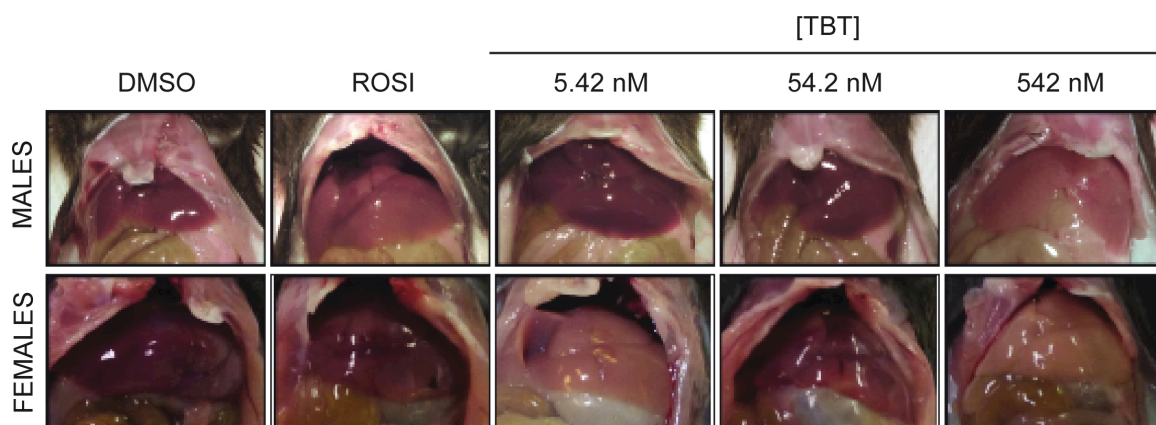 [TBT]
DMSO ROSI 5.42 nM 54.2 nM 542 nM
MALES
FEMALES